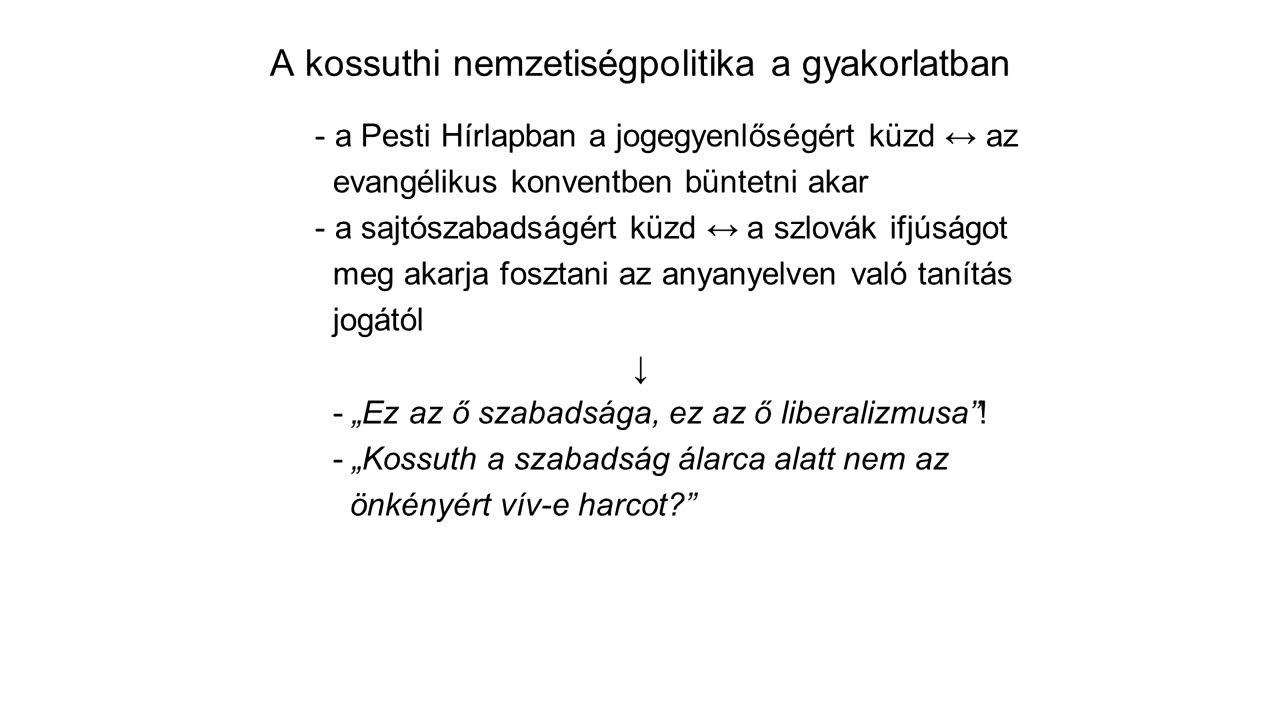 A kossuthi nemzetiségpolitika a gyakorlatban
- a Pesti Hírlapban a jogegyenlőségért küzd ↔ az
evangélikus konventben büntetni akar
- a sajtószabadságért küzd ↔ a szlovák ifjúságot
meg akarja fosztani az anyanyelven való tanítás
jogától
↓
- „Ez az ő szabadsága, ez az ő liberalizmusa”!
- „Kossuth a szabadság álarca alatt nem az
önkényért vív-e harcot?”